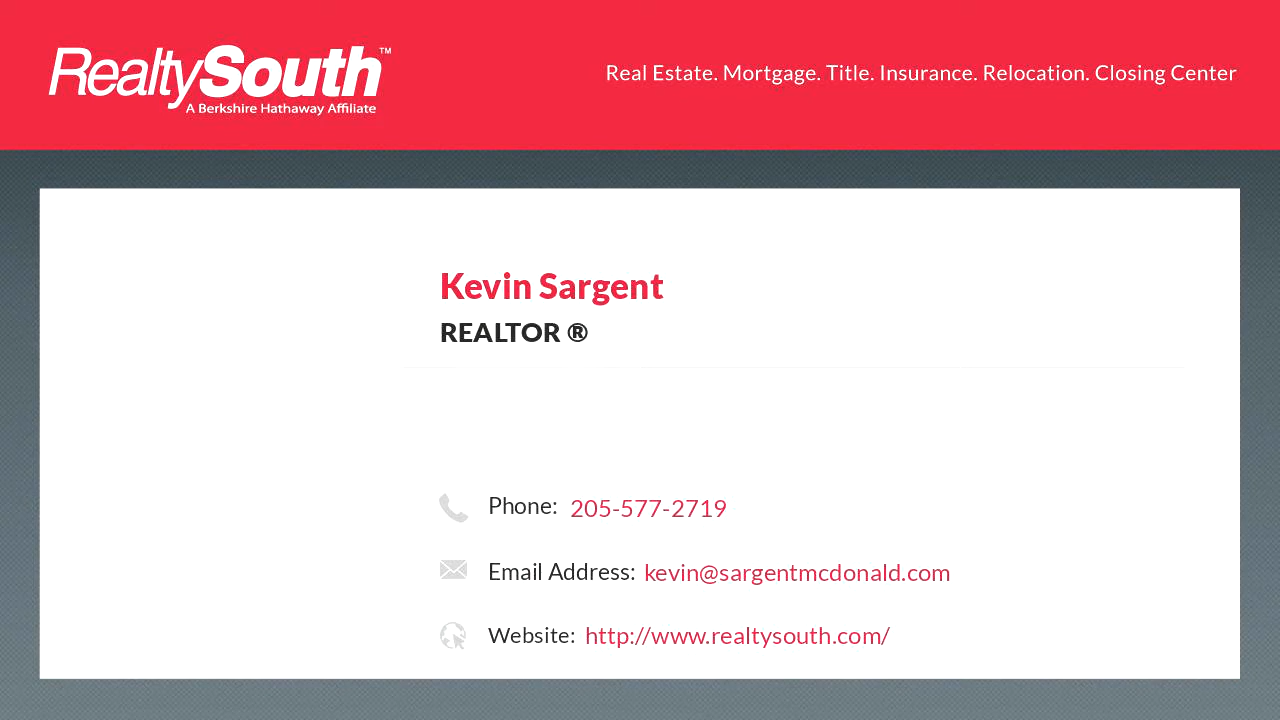 RealtySouth™
A Berkshire Hathaway Affiliate
Real Estate. Mortgage. Title. Insurance. Relocation. Closing Center
Kevin Sargent
REALTOR ®
Phone: 205-577-2719
Email Address: kevin@sargentmcdonald.com
Website: http://www.realtysouth.com/